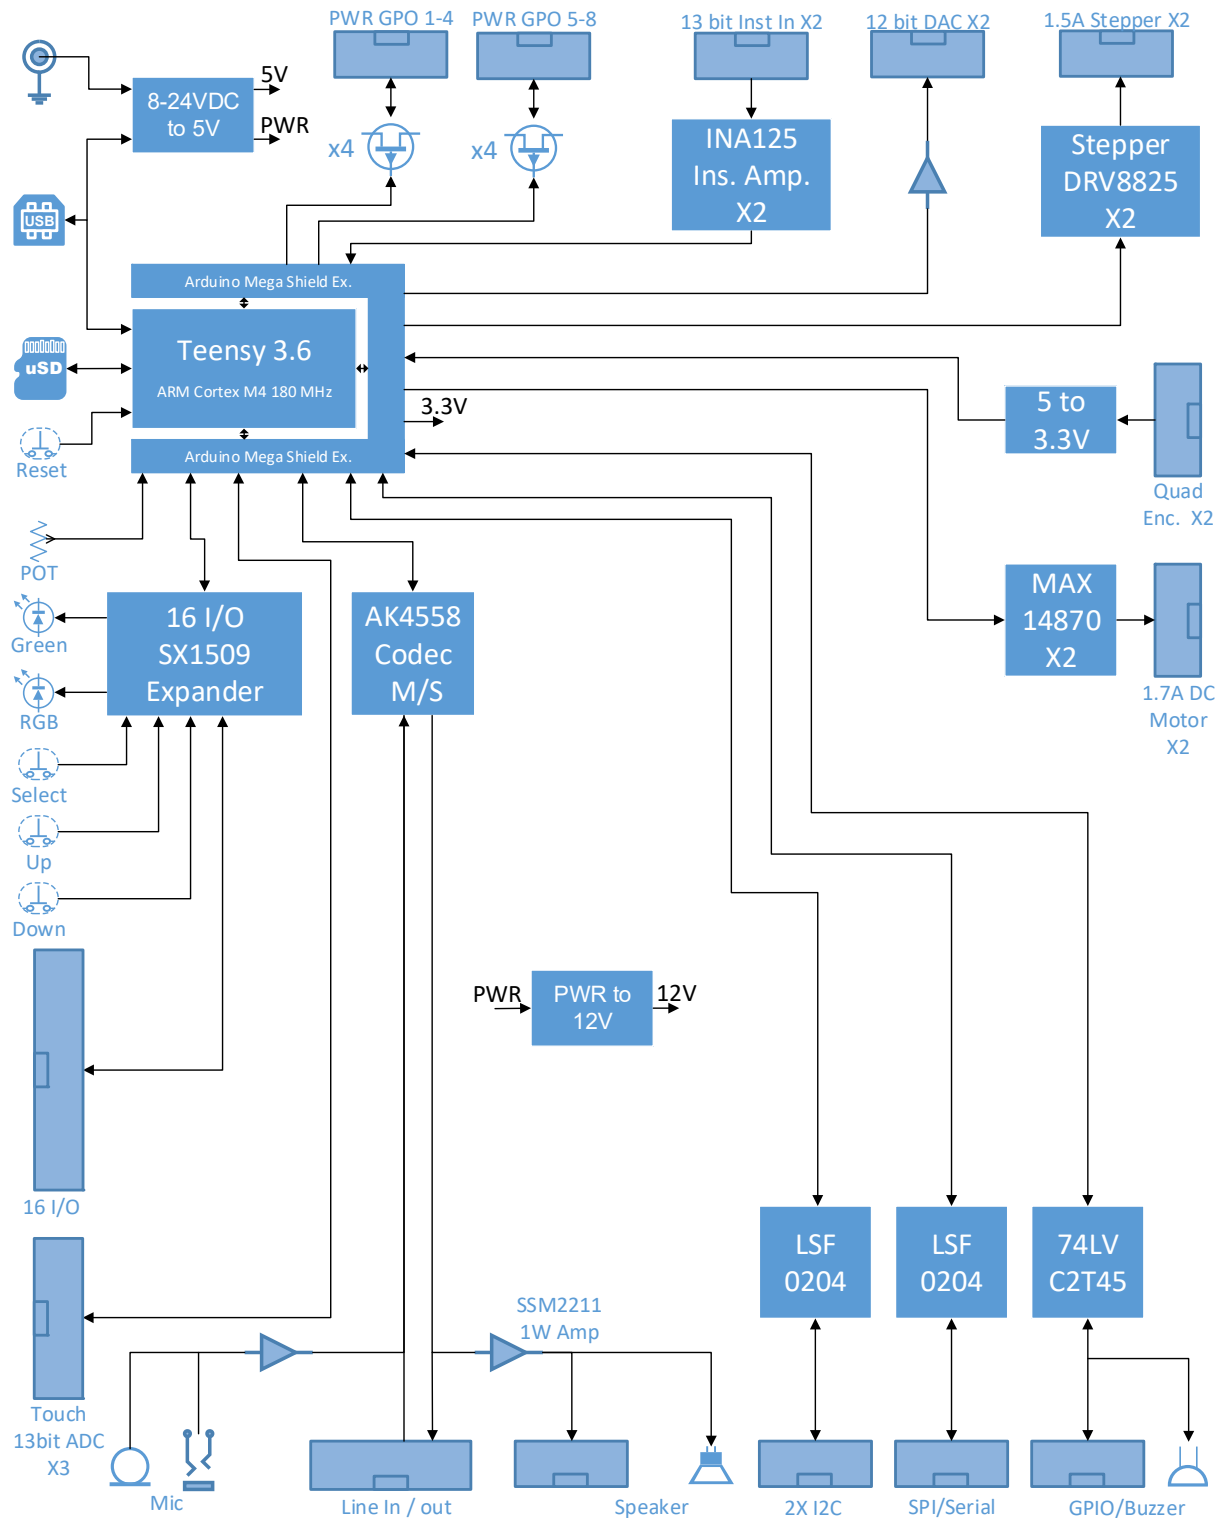 PWR GPO 1-4
PWR GPO 5-8
13 bit Inst In X2
12 bit DAC X2
1.5A Stepper X2
8-24VDC
to 5V
5V
PWR
x4
x4
INA125
Ins. Amp.
X2
Stepper
DRV8825
X2
USB
Arduino Mega Shield Ex.
Teensy 3.6
ARM Cortex M4 180 MHz
uSD
3.3V
5 to
3.3V
Reset
Arduino Mega Shield Ex.
Quad
Enc. X2
POT
16 I/O
SX1509
Expander
AK4558
Codec
M/S
MAX
14870
X2
Green
RGB
1.7A DC
Motor
X2
Select
Up
Down
PWR
PWR to
12V
12V
16 I/O
LSF
0204
LSF
0204
74LV
C2T45
SSM2211
1W Amp
Touch
13bit ADC
X3
Mic
Line In / out
Speaker
2X I2C
SPI/Serial
GPIO/Buzzer